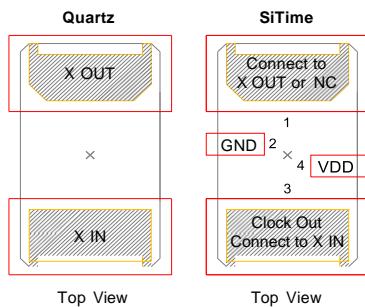 Quartz
X OUT
X IN
Top View
SiTime
Connect to
X OUT or NC
1
GND
2
4
VDD
3
Clock Out
Connect to X IN
Top View